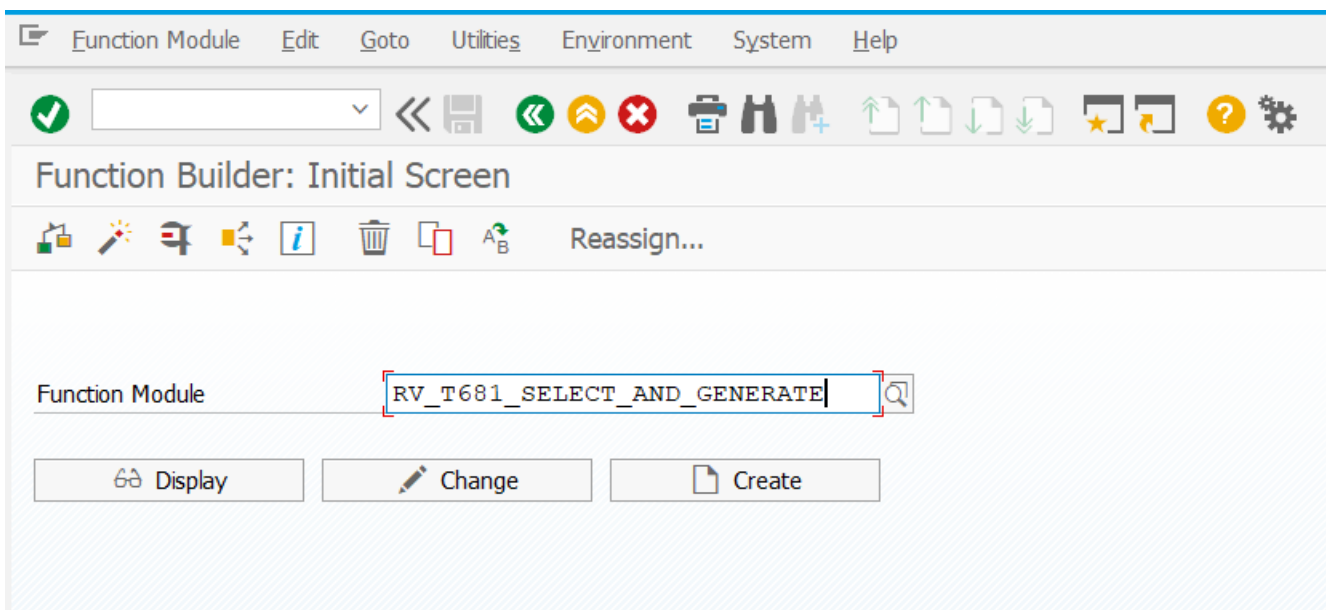 Function Module Edit Goto Utilities Environment System Help
Function Builder: Initial Screen
Reassign...
Function Module RV_T681_SELECT_AND_GENERATE
Display Change Create